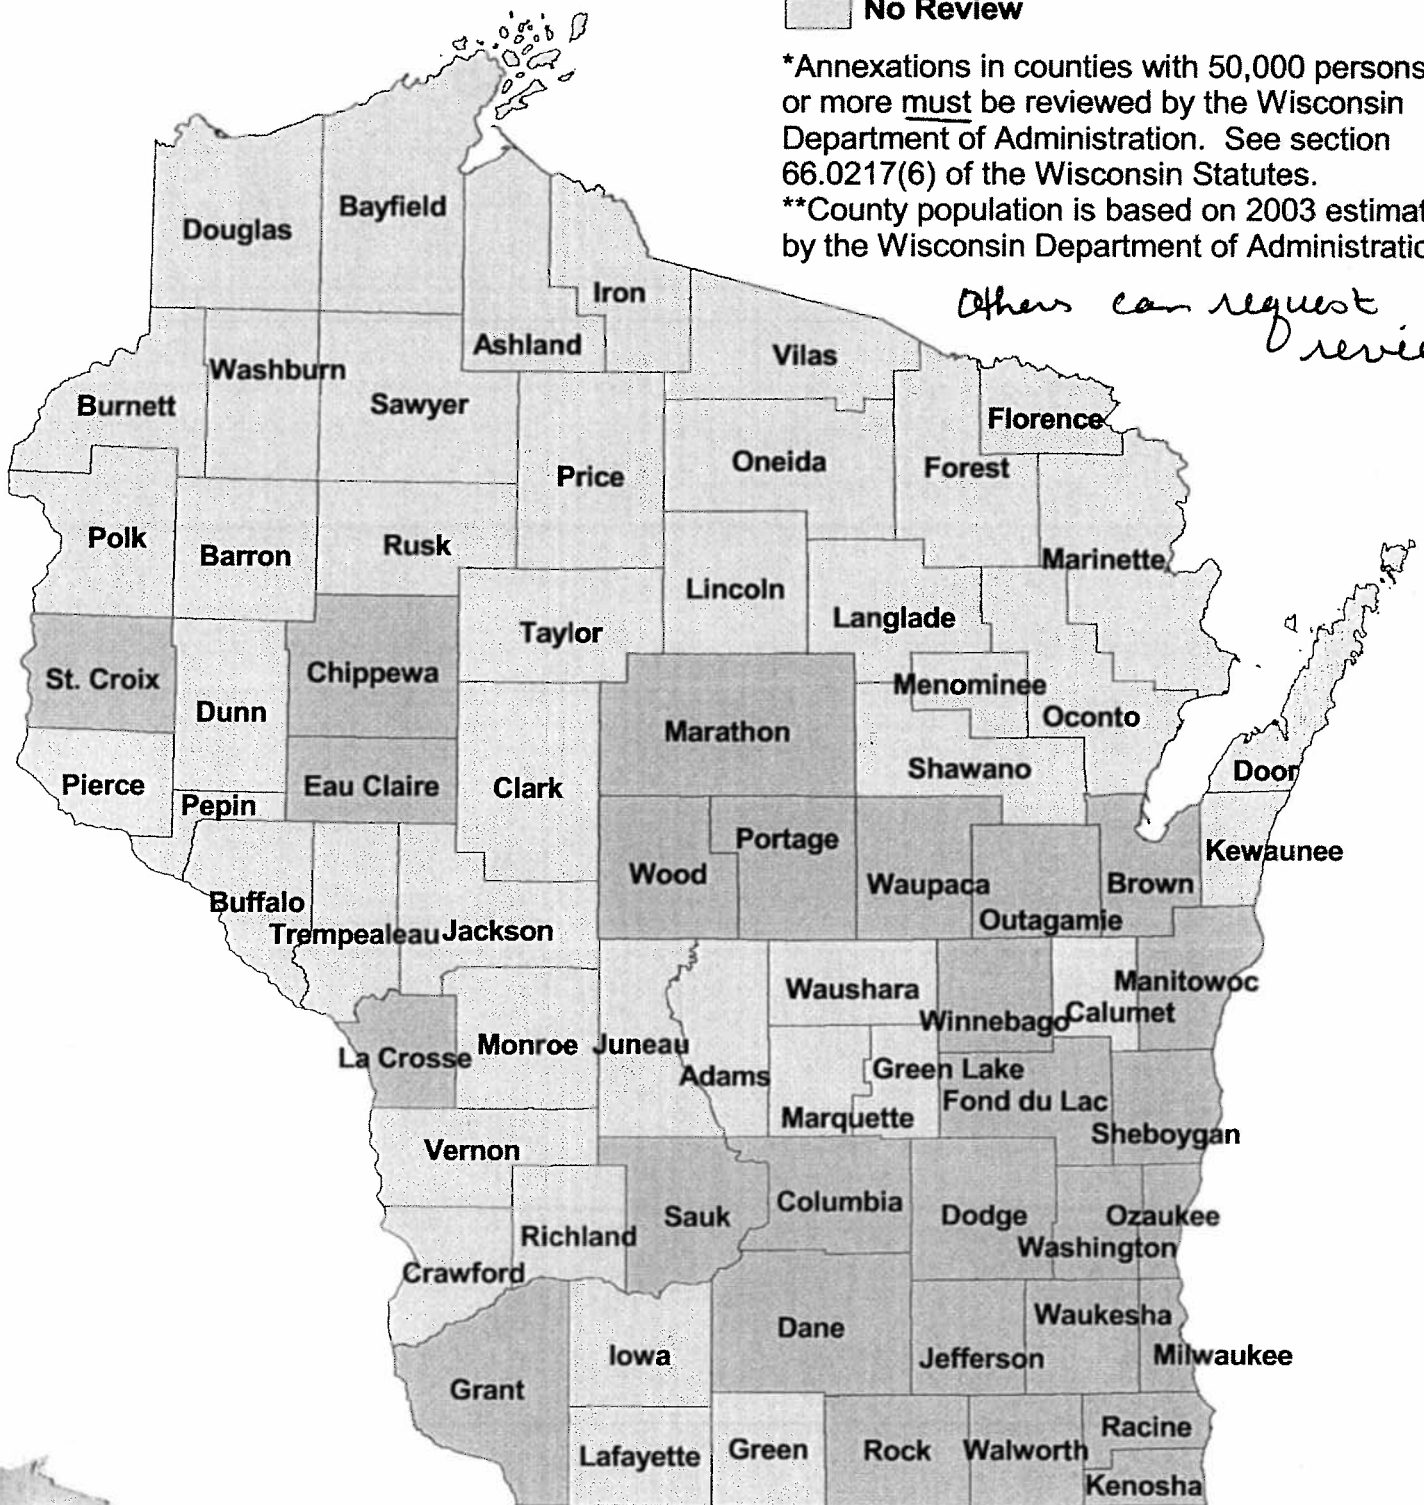 No Review
*Annexations in counties with 50,000 persons
or more must be reviewed by the Wisconsin
Department of Administration. See section
66.0217(6) of the Wisconsin Statutes.
**County population is based on 2003 estimat
by the Wisconsin Department of Administratio
Others can request
revie
Douglas
Bayfield
Iron
Ashland
Vilas
Washburn
Burnett
Sawyer
Florence
Price
Oneida
Forest
Polk
Barron
Rusk
Marinette
Lincoln
Langlade
Taylor
St. Croix
Chippewa
Menominee
Dunn
Marathon
Oconto
Shawano
Door
Pierce
Eau Claire
Clark
Pepin
Portage
Kewaunee
Wood
Waupaca
Brown
Buffalo
Outagamie
Trempealeau
Jackson
Waushara
Manitowoc
Winnebago
Calumet
La Crosse
Monroe
Juneau
Adams
Green Lake
Marquette
Fond du Lac
Sheboygan
Vernon
Sauk
Columbia
Dodge
Ozaukee
Richland
Washington
Crawford
Dane
Waukesha
Iowa
Jefferson
Milwaukee
Grant
Lafayette
Green
Rock
Walworth
Racine
Kenosha